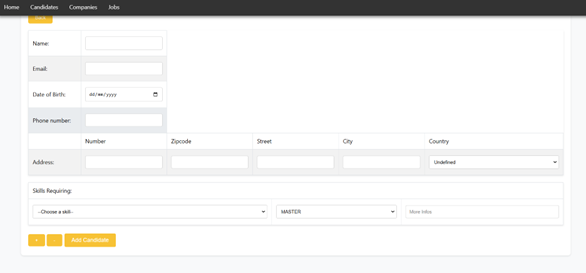 Home Candidates Companies Jobs
Name:
Email:
Date of Birth: dd/mm/yyyy
Phone number:
Number Zipcode Street City Country
Address: Undefined
Skills Requiring:
--Choose a skill-- MASTER More Infos
+ - Add Candidate